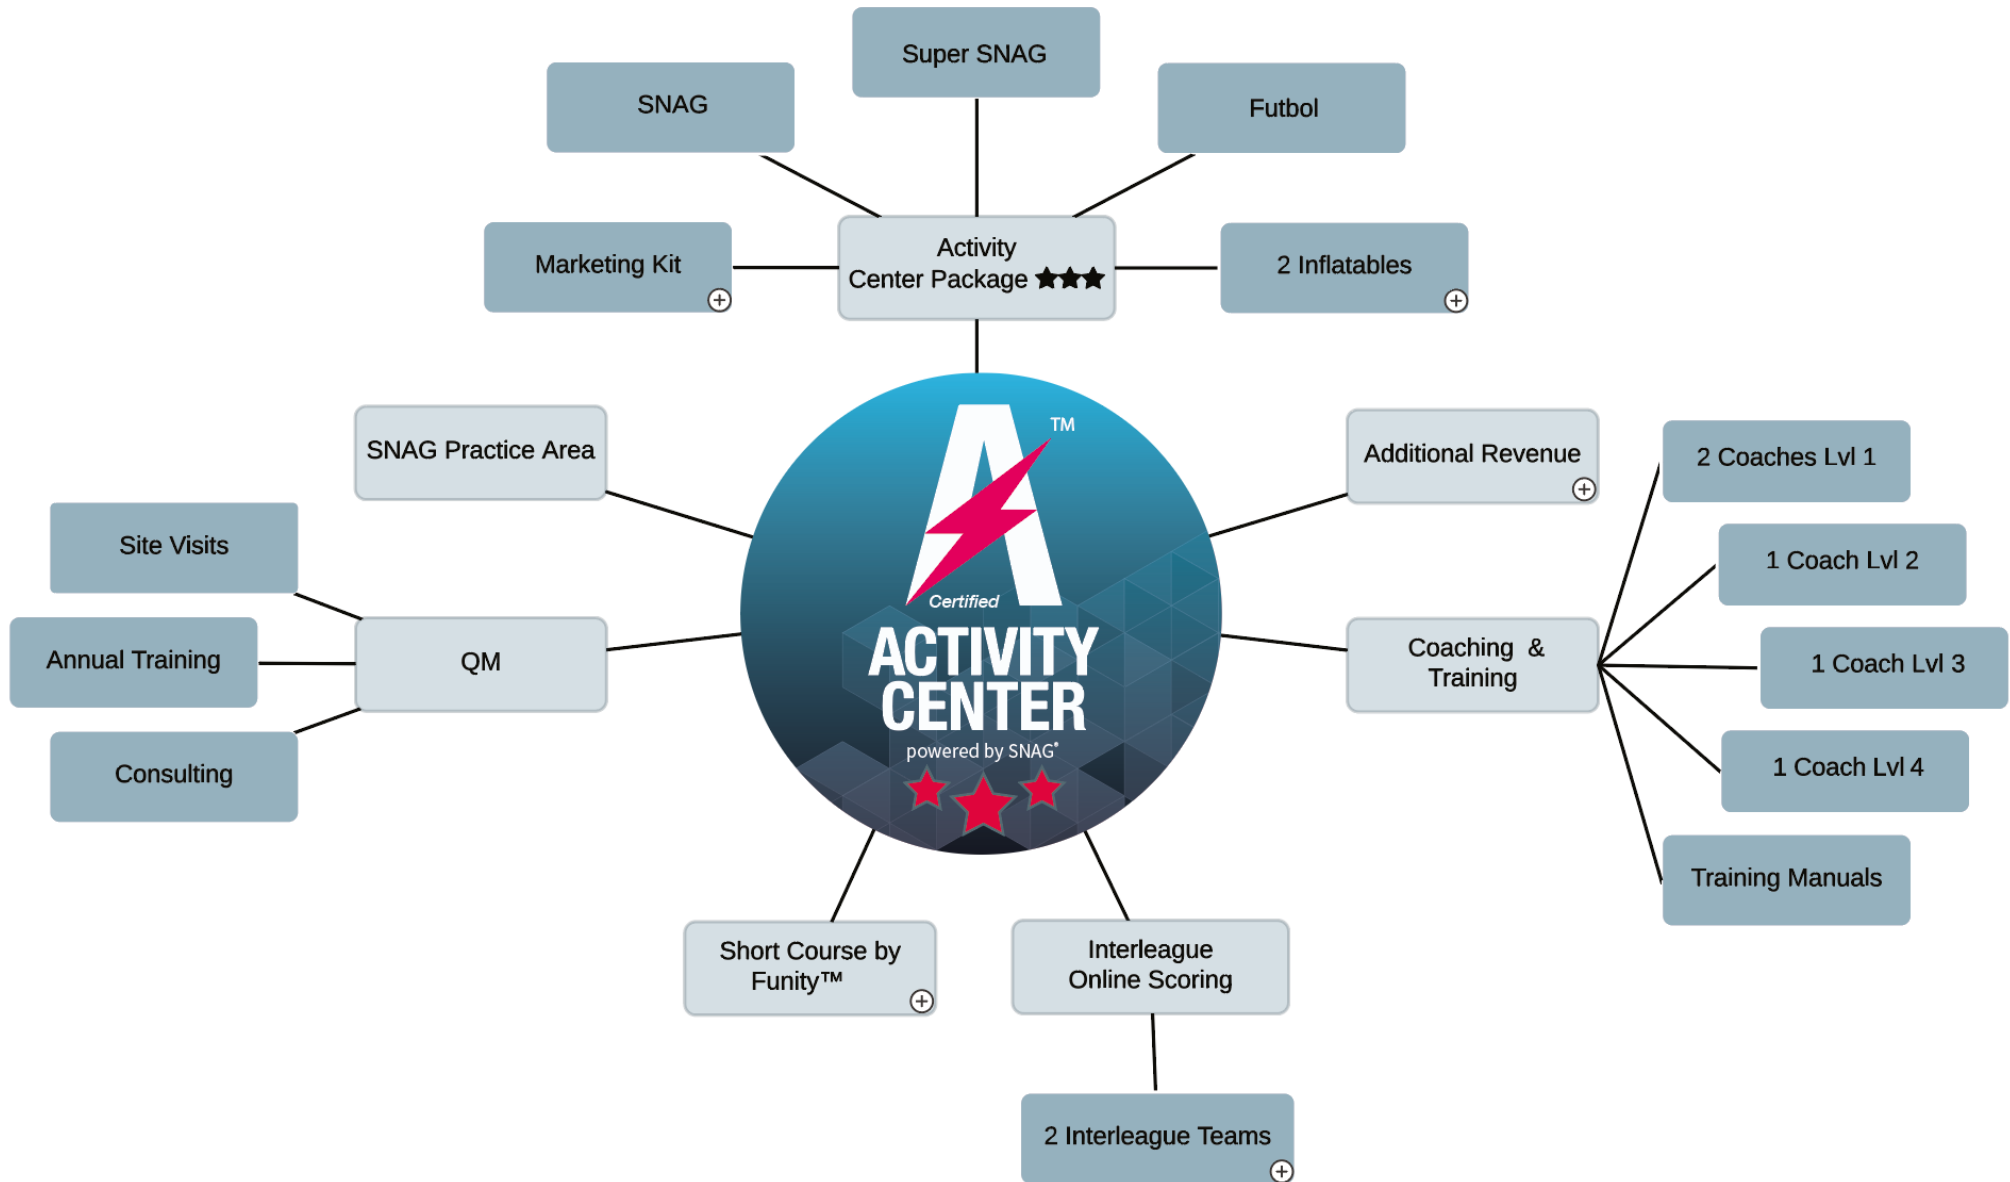 Super SNAG
SNAG
Futbol
Marketing Kit
Activity
Center Package ★★★
2 Inflatables
SNAG Practice Area
Additional Revenue
2 Coaches Lvl 1
1 Coach Lvl 2
1 Coach Lvl 3
1 Coach Lvl 4
Training Manuals
Coaching & 
Training
Site Visits
Annual Training
Consulting
QM
TM
Certified
ACTIVITY
CENTER
powered by SNAG®
Short Course by
Funity™
Interleague
Online Scoring
2 Interleague Teams